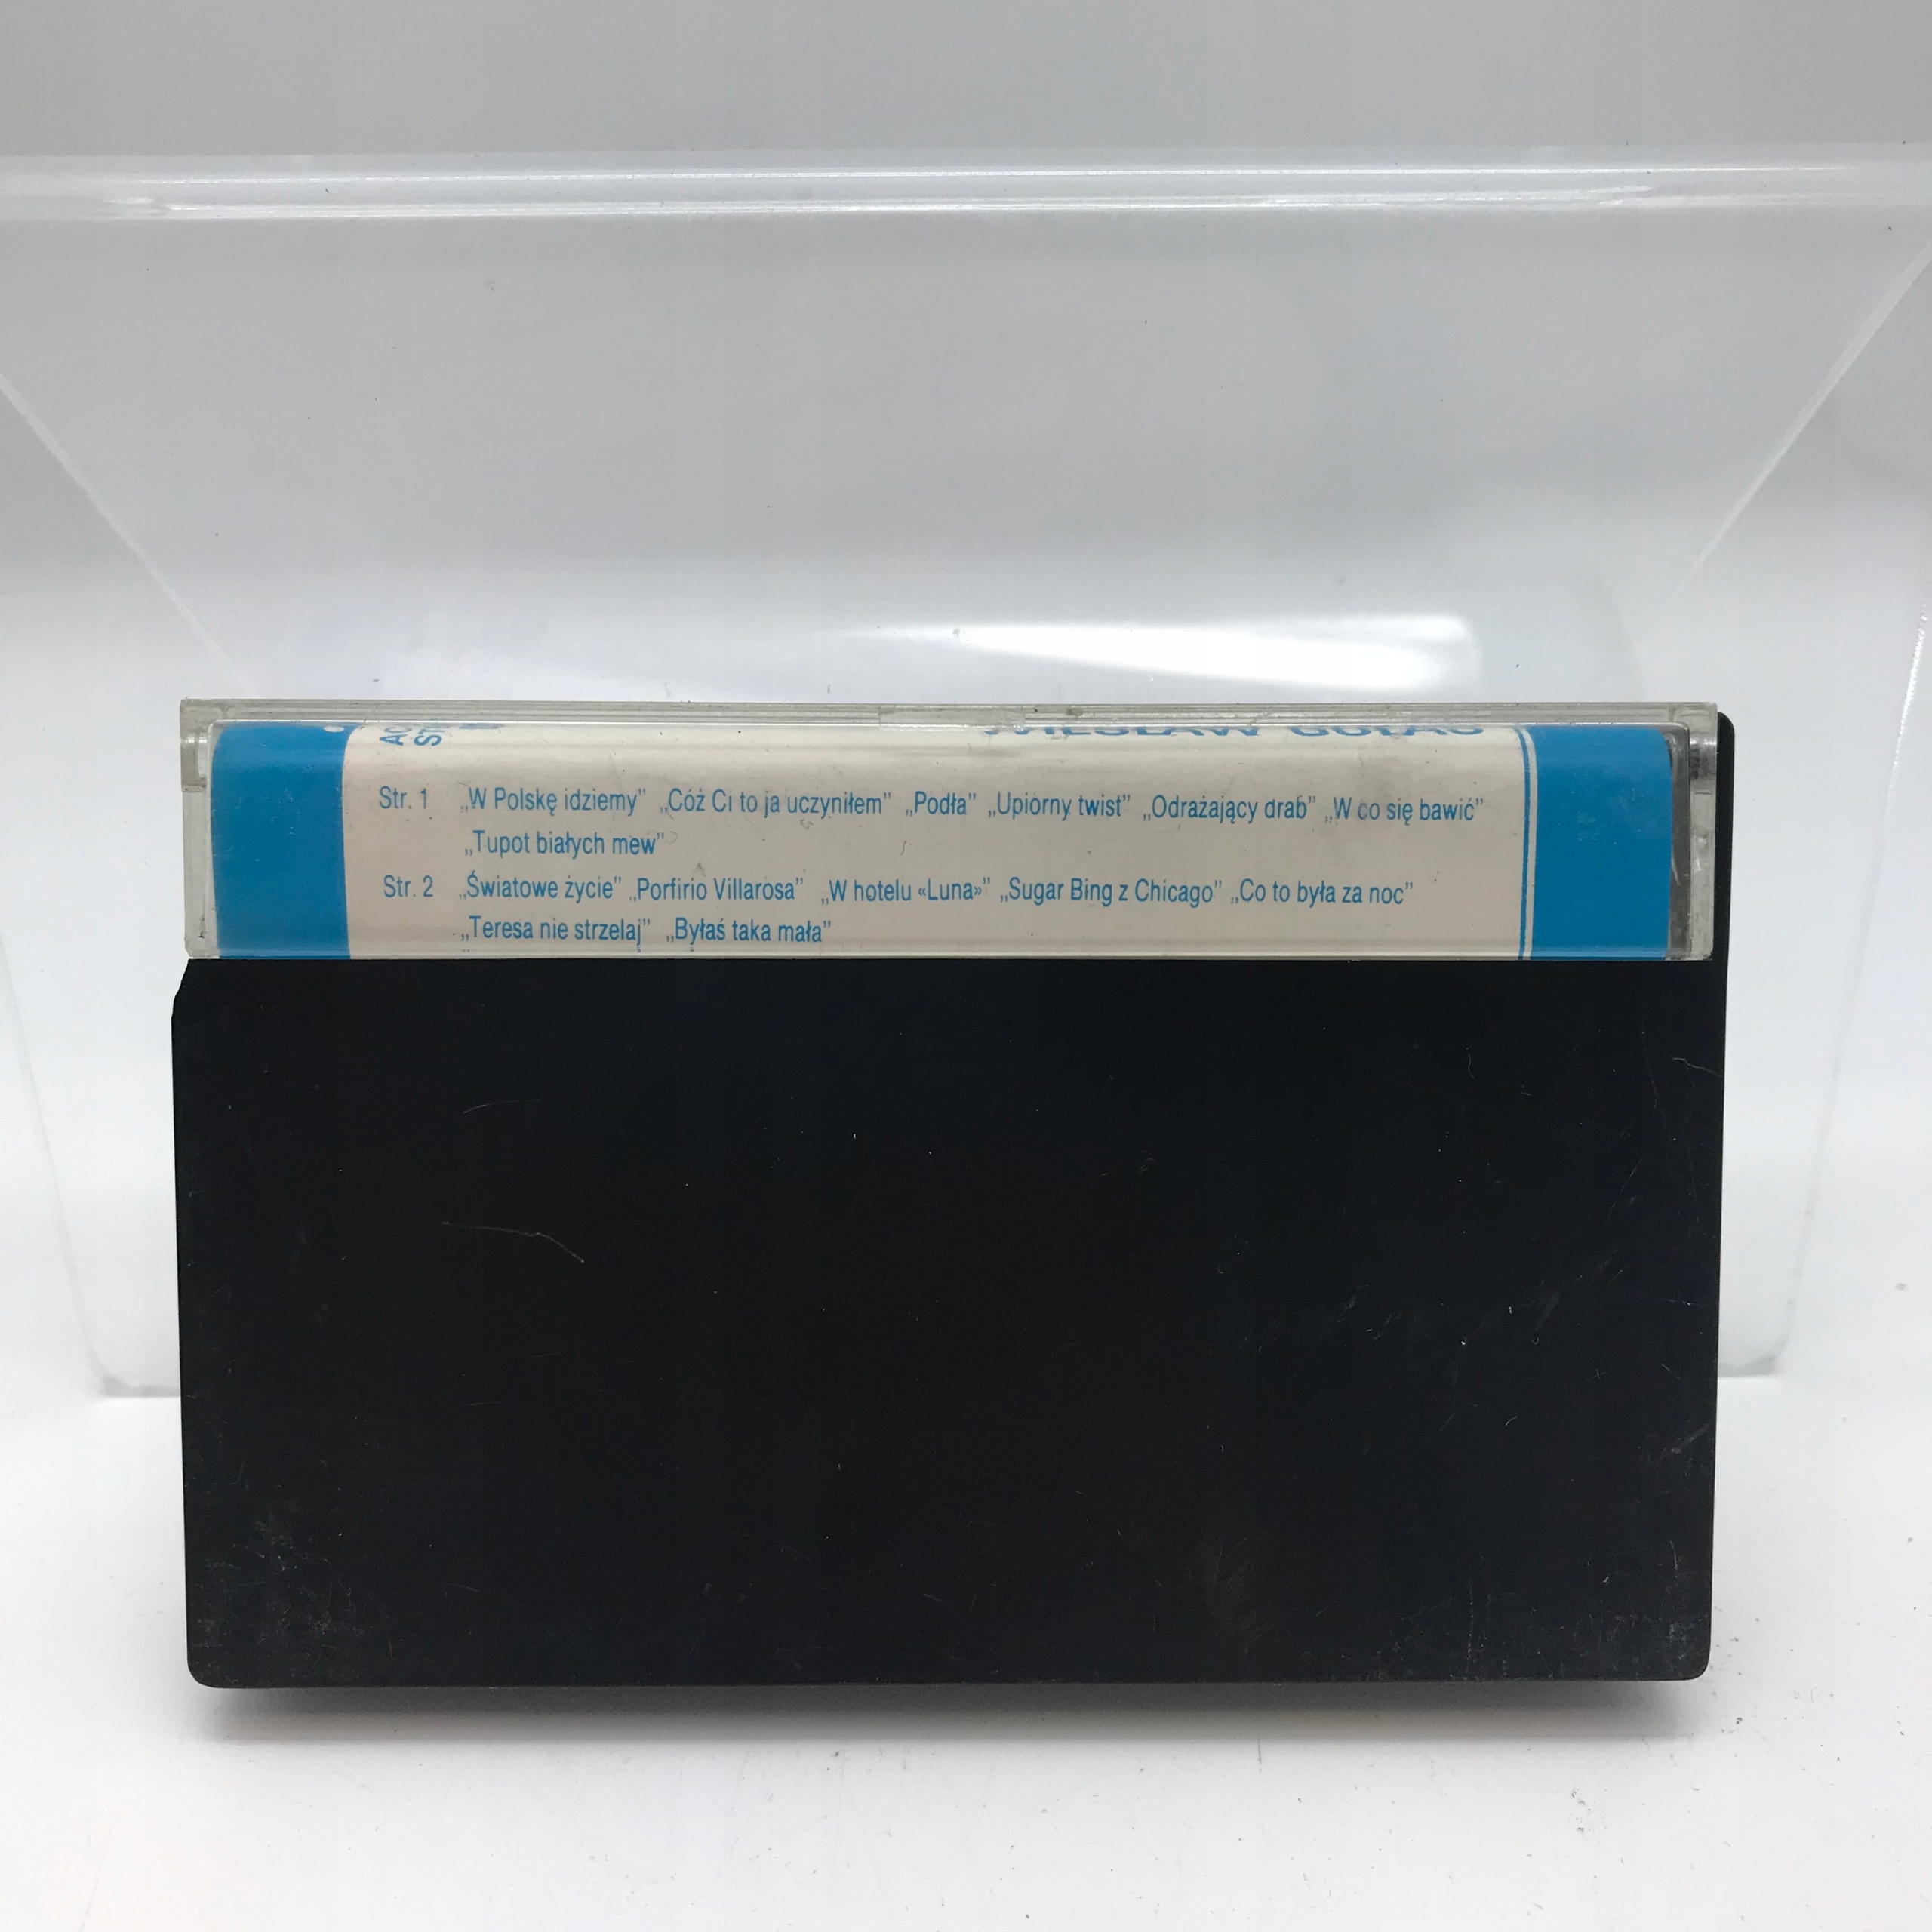 WIESŁAW GOŁAS
Str. 1 „W Polskę idziemy” „Cóż Ci to ja uczyniłem” „Podła” „Upiorny twist” „Odrażający drab” „W co się bawić”
„Tupot białych mew”
Str. 2 „Światowe życie” „Porfirio Villarosa” „W hotelu «Luna»” „Sugar Bing z Chicago” „Co to była za noc”
„Teresa nie strzelaj” „Byłaś taka mała”